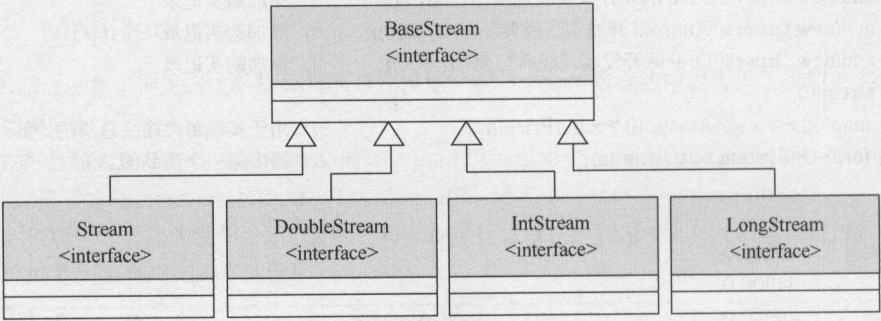 BaseStream
<interface>
Stream
<interface>
DoubleStream
<interface>
IntStream
<interface>
LongStream
<interface>